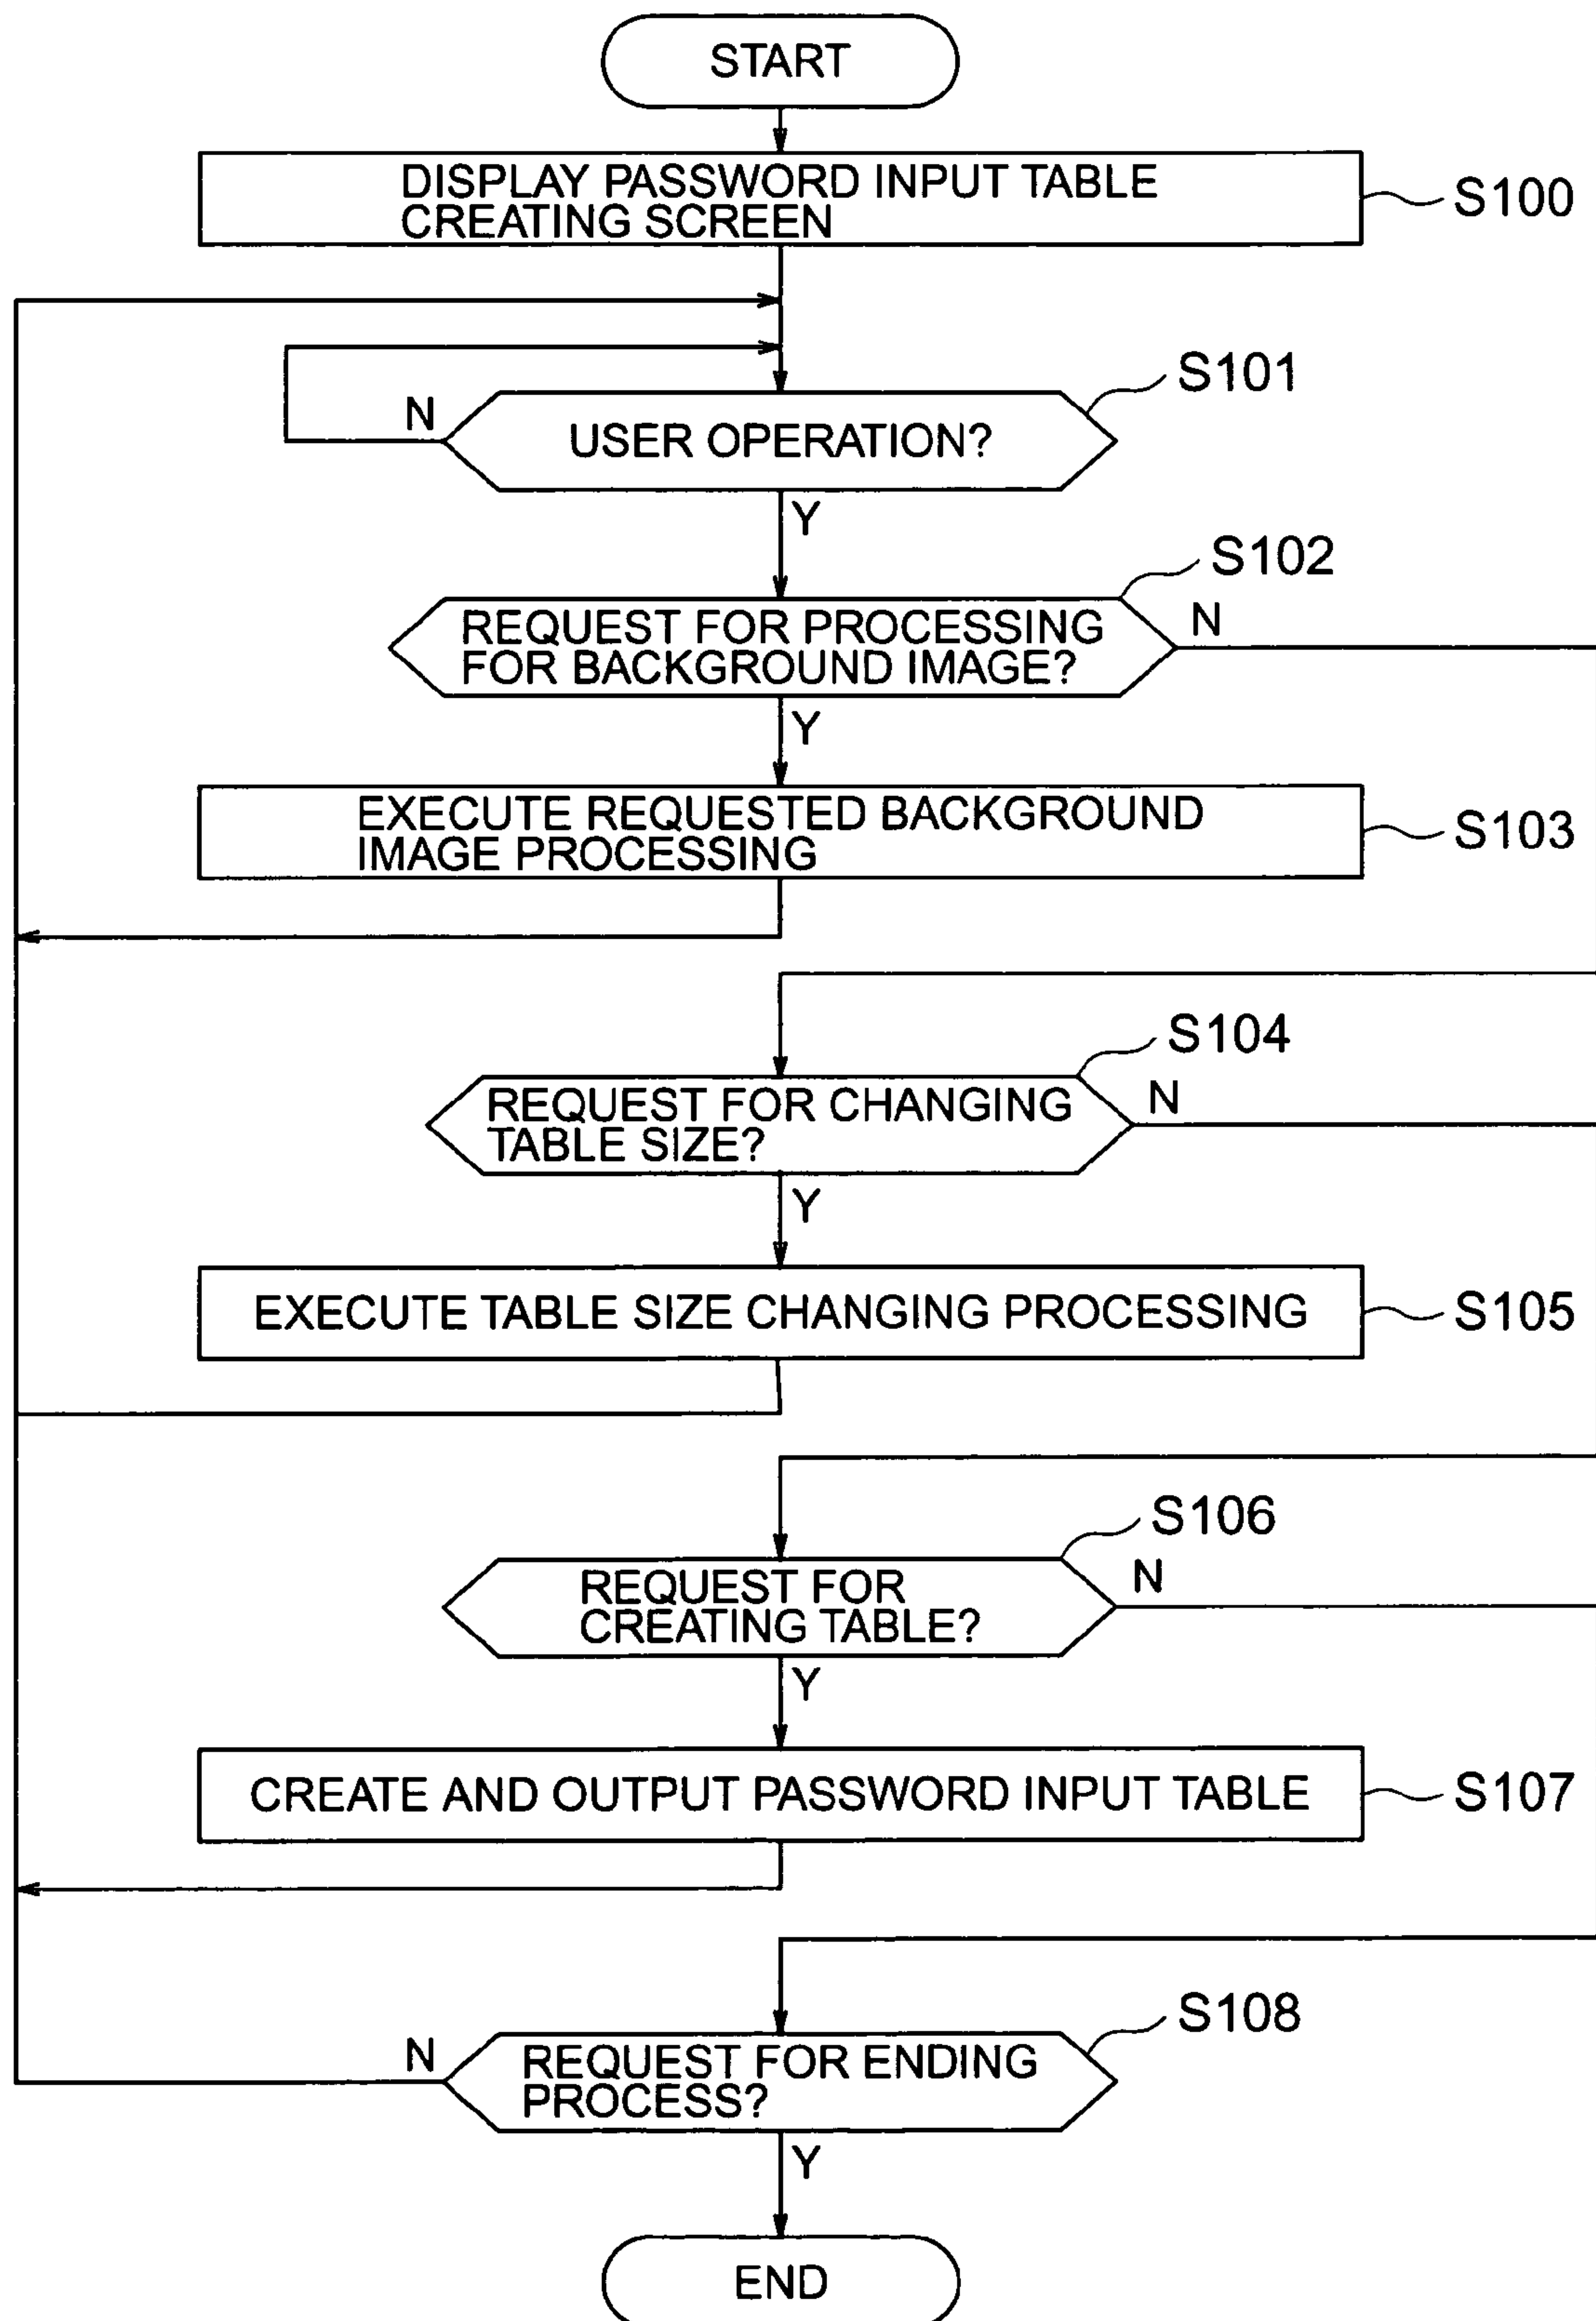 START
DISPLAY PASSWORD INPUT TABLE
CREATING SCREEN
S100
S101
N
USER OPERATION?
Y
S102
REQUEST FOR PROCESSING
FOR BACKGROUND IMAGE?
N
Y
EXECUTE REQUESTED BACKGROUND
IMAGE PROCESSING
S103
S104
REQUEST FOR CHANGING
TABLE SIZE?
N
Y
EXECUTE TABLE SIZE CHANGING PROCESSING
S105
S106
REQUEST FOR
CREATING TABLE?
N
Y
CREATE AND OUTPUT PASSWORD INPUT TABLE
S107
S108
N
REQUEST FOR ENDING
PROCESS?
Y
END